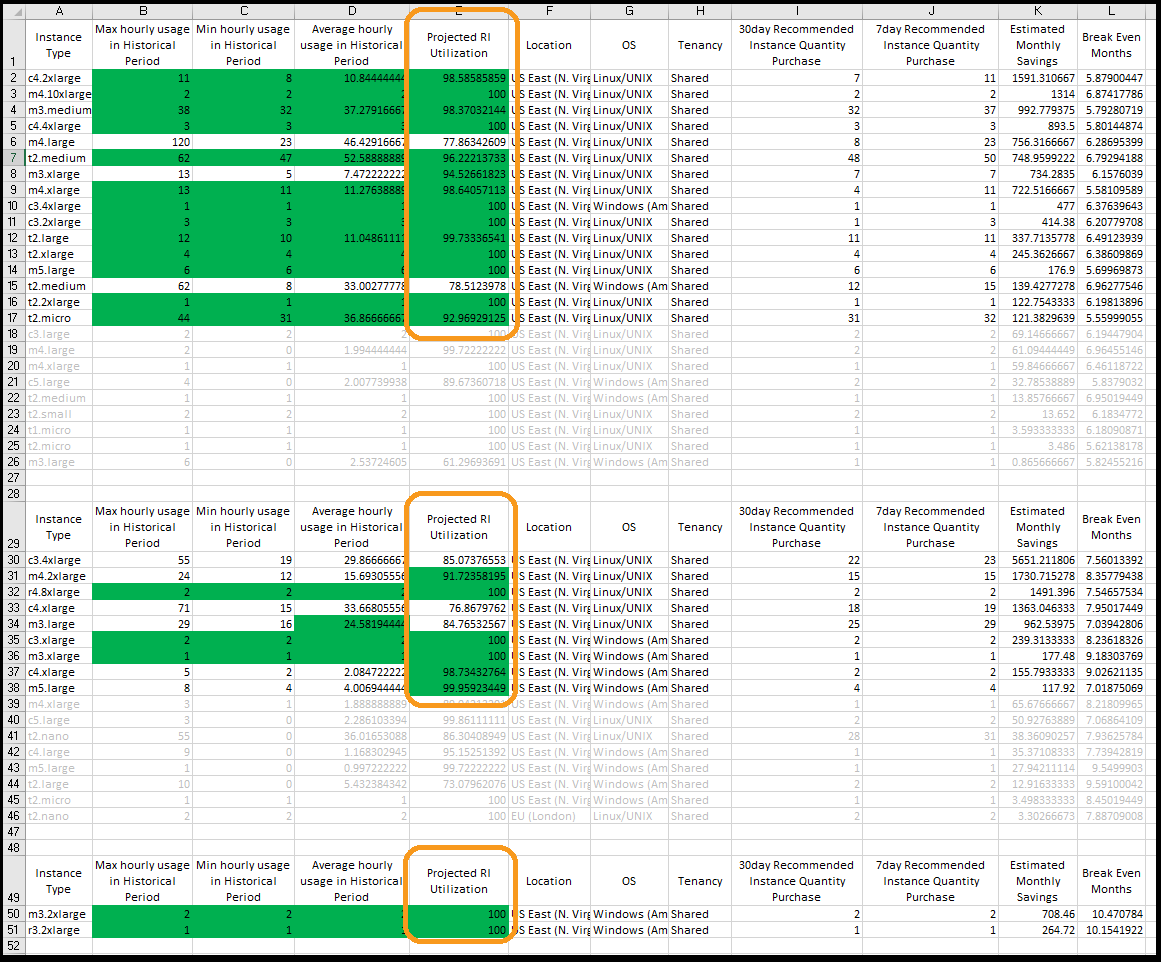 A B C D E F G H I J K L
1
Instance
Type
Max hourly usage
in Historical
Period
Min hourly usage
in Historical
Period
Average hourly
usage in Historical
Period
Projected RI
Utilization
Location
OS
Tenancy
30day Recommended
Instance Quantity
Purchase
7day Recommended
Instance Quantity
Purchase
Estimated
Monthly
Savings
Break Even
Months
2 c4.2xlarge 11 8 10.84444444 98.58585859 US East (N. Virg Linux/UNIX Shared 7 11 1591.310667 5.87900447
3 m4.10xlarge 2 2 100 US East (N. Virg Linux/UNIX Shared 2 2 1314 6.87417786
4 m3.medium 38 32 37.27916667 98.37032144 US East (N. Virg Linux/UNIX Shared 32 37 992.779375 5.79280719
5 c4.4xlarge 3 3 100 US East (N. Virg Linux/UNIX Shared 3 3 893.5 5.80144874
6 m4.large 120 23 46.42916667 77.86342609 US East (N. Virg Linux/UNIX Shared 8 23 756.3166667 6.28695399
7 t2.medium 62 47 52.58888889 96.22213733 US East (N. Virg Linux/UNIX Shared 48 50 748.9599222 6.79294188
8 m3.xlarge 13 5 7.472222222 94.52661823 US East (N. Virg Linux/UNIX Shared 7 7 734.2835 6.1576039
9 m4.xlarge 13 11 11.27638889 98.64057113 US East (N. Virg Linux/UNIX Shared 4 11 722.5166667 5.58109589
10 c3.4xlarge 1 1 100 US East (N. Virg Windows (Am Shared 1 1 477 6.37639643
11 c3.2xlarge 3 3 100 US East (N. Virg Linux/UNIX Shared 1 3 414.38 6.20779708
12 t2.large 12 10 11.04861111 99.73336541 US East (N. Virg Linux/UNIX Shared 11 11 337.7135778 6.49123939
13 t2.xlarge 4 4 100 US East (N. Virg Linux/UNIX Shared 4 4 245.3626667 6.38609869
14 m5.large 6 6 100 US East (N. Virg Linux/UNIX Shared 6 6 176.9 5.69969873
15 t2.medium 62 8 33.00277778 78.5123978 US East (N. Virg Windows (Am Shared 12 15 139.4277278 6.96277546
16 t2.2xlarge 1 1 100 US East (N. Virg Linux/UNIX Shared 1 1 122.7543333 6.19813896
17 t2.micro 44 31 36.86666667 92.96929125 US East (N. Virg Linux/UNIX Shared 31 32 121.3829639 5.55999055
18 c3.large 2 2 2 100 US East (N. Virg Linux/UNIX Shared 2 2 69.14666667 6.19447904
19 m4.large 2 0 1.994444444 99.72222222 US East (N. Virg Windows (Am Shared 2 2 61.09444449 6.96455146
20 m4.xlarge 1 1 1 100 US East (N. Virg Windows (Am Shared 1 1 59.84666667 6.46118722
21 c5.large 4 0 2.007739938 89.67360718 US East (N. Virg Windows (Am Shared 2 2 32.78538889 5.8379032
22 t2.medium 1 1 1 100 US East (N. Virg Windows (Am Shared 1 1 13.85766667 6.95019449
23 t2.small 2 2 2 100 US East (N. Virg Linux/UNIX Shared 2 2 13.652 6.1834772
24 t1.micro 1 1 1 100 US East (N. Virg Linux/UNIX Shared 1 1 3.593333333 6.18090871
25 t2.micro 1 1 1 100 US East (N. Virg Linux/UNIX Shared 1 1 3.486 5.62138178
26 m3.large 6 0 2.53724605 61.29693691 US East (N. Virg Windows (Am Shared 1 1 0.865666667 5.82455216
27
28
29
Instance
Type
Max hourly usage
in Historical
Period
Min hourly usage
in Historical
Period
Average hourly
usage in Historical
Period
Projected RI
Utilization
Location
OS
Tenancy
30day Recommended
Instance Quantity
Purchase
7day Recommended
Instance Quantity
Purchase
Estimated
Monthly
Savings
Break Even
Months
30 c3.4xlarge 55 19 29.86666667 85.07376553 US East (N. Virg Linux/UNIX Shared 22 23 5651.211806 7.56013392
31 m4.2xlarge 24 12 15.69305556 91.72358195 US East (N. Virg Linux/UNIX Shared 15 15 1730.715278 8.35779438
32 r4.8xlarge 2 2 100 US East (N. Virg Linux/UNIX Shared 2 2 1491.396 7.54657534
33 c4.xlarge 71 15 33.66805556 76.8679762 US East (N. Virg Linux/UNIX Shared 18 19 1363.046333 7.95017449
34 m3.large 29 16 24.58194444 84.76532567 US East (N. Virg Linux/UNIX Shared 25 29 962.53975 7.03942806
35 c3.xlarge 2 2 100 US East (N. Virg Windows (Am Shared 2 2 239.3133333 8.23618326
36 m3.xlarge 1 1 100 US East (N. Virg Windows (Am Shared 1 1 177.48 9.18303769
37 c4.xlarge 5 2 2.084722222 98.73432764 US East (N. Virg Windows (Am Shared 2 2 155.7933333 9.02621135
38 m5.large 8 4 4.006944444 99.95923449 US East (N. Virg Windows (Am Shared 4 4 117.92 7.01875069
39 m4.xlarge 3 1 1.888888889 US East (N. Virg Windows (Am Shared 1 1 65.67666667 8.21809965
40 c5.large 3 0 2.286103394 99.86111111 US East (N. Virg Linux/UNIX Shared 2 2 50.92763889 7.06864109
41 t2.nano 55 0 36.01653088 86.30408949 US East (N. Virg Linux/UNIX Shared 28 31 38.36090257 7.93625784
42 c4.large 9 0 1.168302945 95.15251392 US East (N. Virg Windows (Am Shared 1 1 35.37108333 7.73942819
43 m5.large 1 0 0.997222222 99.72222222 US East (N. Virg Windows (Am Shared 1 1 27.94211114 9.5499903
44 t2.large 10 0 5.432384342 73.07962076 US East (N. Virg Windows (Am Shared 2 2 12.91633333 9.59100042
45 t2.micro 1 1 1 100 US East (N. Virg Windows (Am Shared 1 1 3.498333333 8.45019449
46 t2.nano 2 2 2 100 EU (London) Linux/UNIX Shared 2 2 3.30266673 7.88709008
47
48
49
Instance
Type
Max hourly usage
in Historical
Period
Min hourly usage
in Historical
Period
Average hourly
usage in Historical
Period
Projected RI
Utilization
Location
OS
Tenancy
30day Recommended
Instance Quantity
Purchase
7day Recommended
Instance Quantity
Purchase
Estimated
Monthly
Savings
Break Even
Months
50 m3.2xlarge 2 2 100 US East (N. Virg Windows (Am Shared 2 2 708.46 10.470784
51 r3.2xlarge 1 1 100 US East (N. Virg Windows (Am Shared 1 1 264.72 10.1541922
52